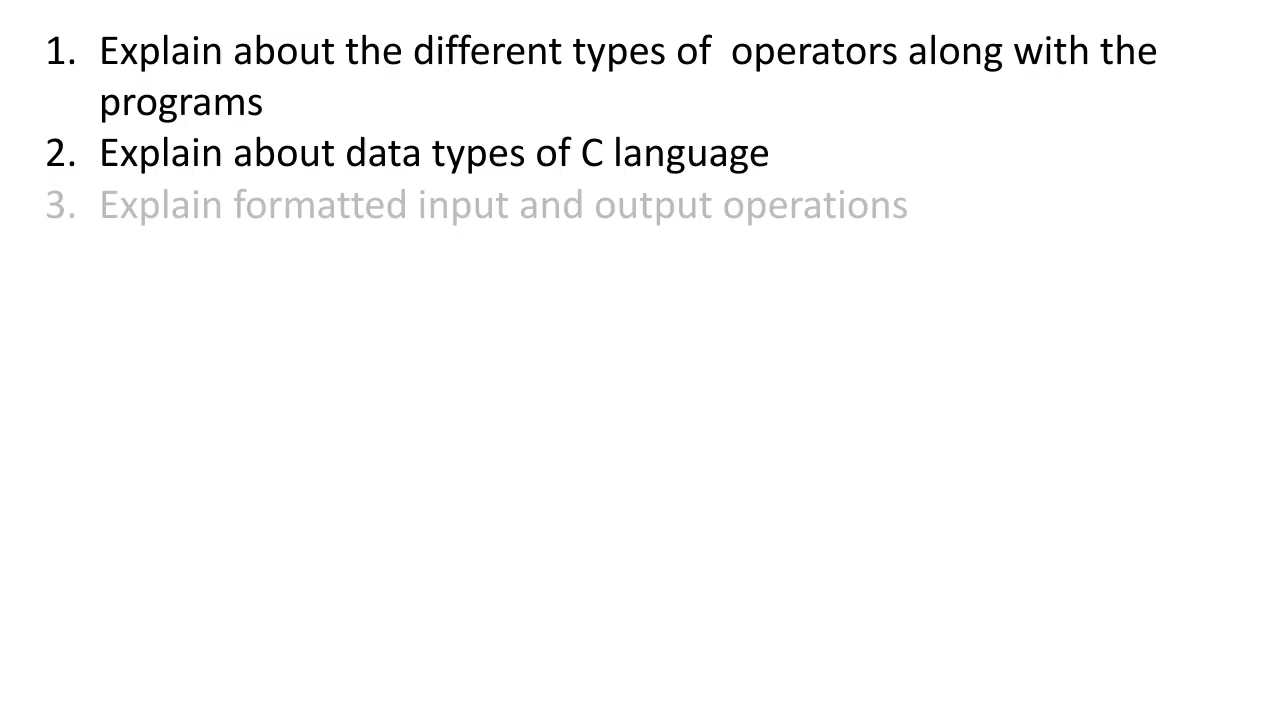 1. Explain about the different types of  operators along with the
programs
2. Explain about data types of C language
3. Explain formatted input and output operations